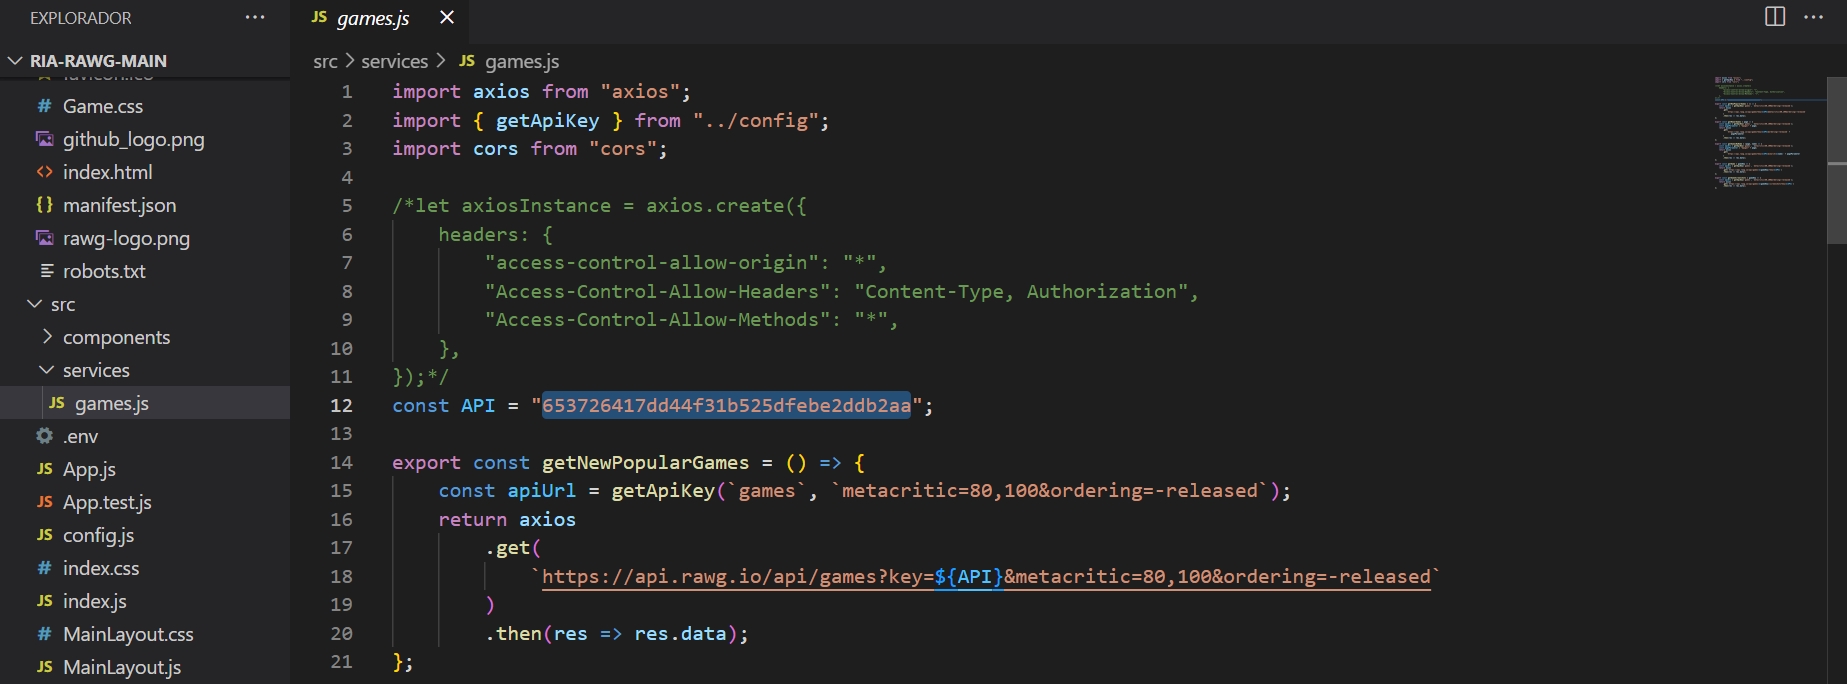 EXPLORADOR ···
JS games.js ×
RIA-RAWG-MAIN
Game.css
github_logo.png
index.html
manifest.json
rawg-logo.png
robots.txt
src
components
services
JS games.js
.env
JS App.js
JS App.test.js
JS config.js
# index.css
JS index.js
# MainLayout.css
JS MainLayout.js
src > services > JS games.js
1 import axios from "axios";
2 import { getApiKey } from "../config";
3 import cors from "cors";
4
5 /*let axiosInstance = axios.create({
6 headers: {
7 "access-control-allow-origin": "*",
8 "Access-Control-Allow-Headers": "Content-Type, Authorization",
9 "Access-Control-Allow-Methods": "*",
10 },
11 });*/
12 const API = "653726417dd44f31b525dfebe2ddb2aa";
13
14 export const getNewPopularGames = () => {
15 const apiUrl = getApiKey(`games`, `metacritic=80,100&ordering=-released`);
16 return axios
17 .get(
18 `https://api.rawg.io/api/games?key=${API}&metacritic=80,100&ordering=-released`
19 )
20 .then(res => res.data);
21 };